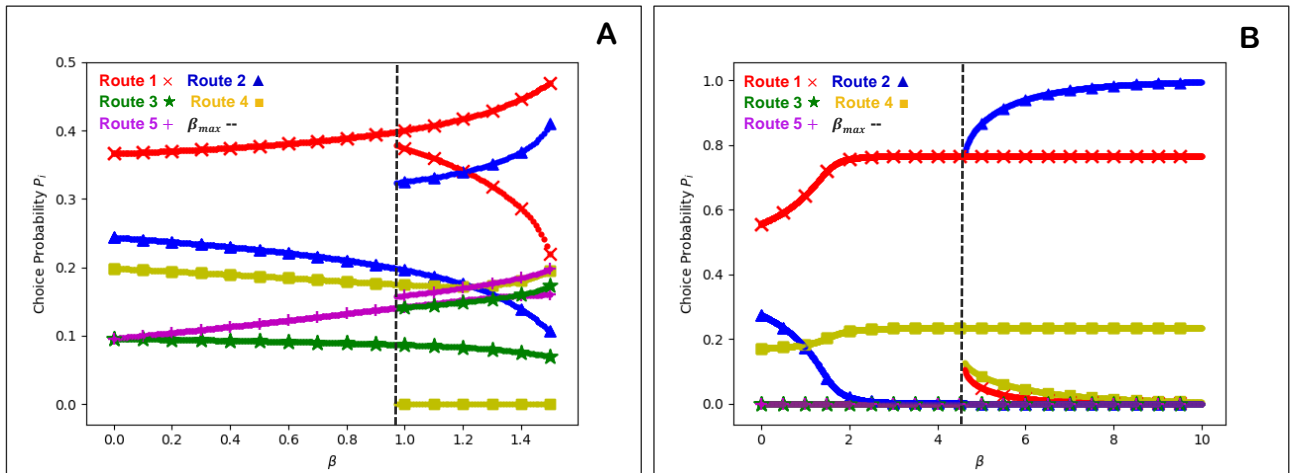 A
Route 1 × Route 2 ▲
Route 3 ★ Route 4 ■
Route 5 + βmax --
Choice Probability Pi
0.5
0.4
0.3
0.2
0.1
0.0
0.0 0.2 0.4 0.6 0.8 1.0 1.2 1.4
β
B
Route 1 × Route 2 ▲
Route 3 ★ Route 4 ■
Route 5 + βmax --
Choice Probability Pi
1.0
0.8
0.6
0.4
0.2
0.0
0 2 4 6 8 10
β